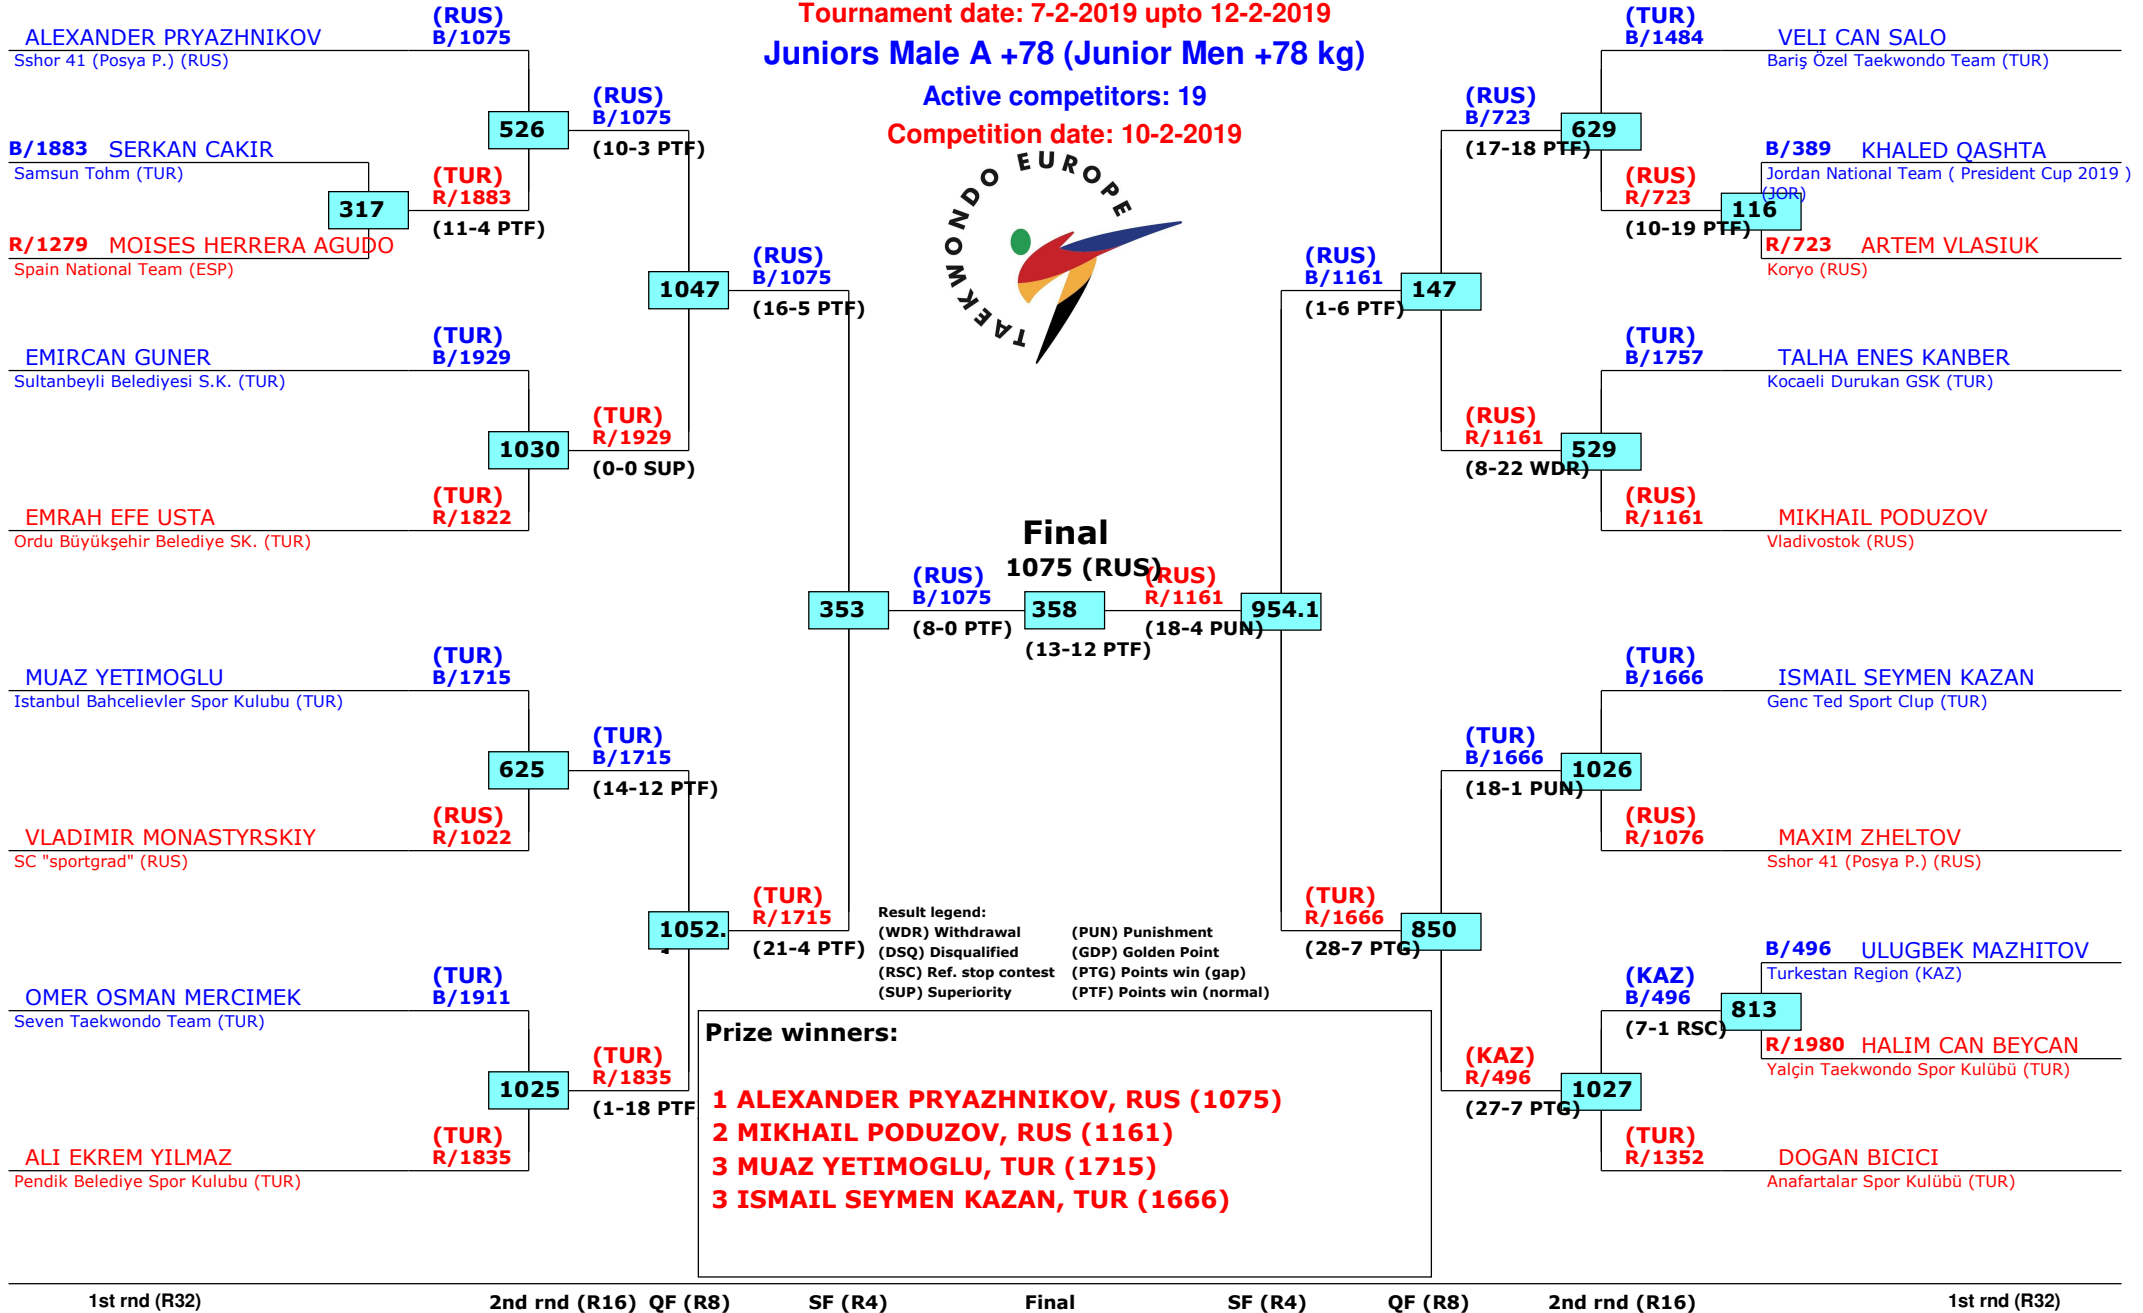 Tournament date: 7-2-2019 upto 12-2-2019
Juniors Male A +78 (Junior Men +78 kg)
Active competitors: 19
Competition date: 10-2-2019
TAEKWONDO EUROPE
(RUS)
ALEXANDER PRYAZHNIKOV B/1075
Sshor 41 (Posya P.) (RUS)
526
(RUS)
B/1075
(10-3 PTF)
B/1883 SERKAN CAKIR
Samsun Tohm (TUR)
317
(TUR)
R/1883
(11-4 PTF)
R/1279 MOISES HERRERA AGUDO
Spain National Team (ESP)
1047
(RUS)
B/1075
(16-5 PTF)
(TUR)
EMIRCAN GUNER B/1929
Sultanbeyli Belediyesi S.K. (TUR)
1030
(TUR)
R/1929
(0-0 SUP)
(TUR)
EMRAH EFE USTA R/1822
Ordu Büyükşehir Belediye SK. (TUR)
353
(RUS)
B/1075
(8-0 PTF)
Final
1075 (RUS)
358
(13-12 PTF)
(RUS)
R/1161
(18-4 PUN)
954.1
(TUR)
MUAZ YETIMOGLU B/1715
Istanbul Bahcelievler Spor Kulubu (TUR)
625
(TUR)
B/1715
(14-12 PTF)
(RUS)
VLADIMIR MONASTYRSKIY R/1022
SC "sportgrad" (RUS)
1052.
(TUR)
R/1715
(21-4 PTF)
(TUR)
OMER OSMAN MERCIMEK B/1911
Seven Taekwondo Team (TUR)
1025
(TUR)
R/1835
(1-18 PTF
(TUR)
ALI EKREM YILMAZ R/1835
Pendik Belediye Spor Kulubu (TUR)
(TUR)
B/1484 VELI CAN SALO
Bariş Özel Taekwondo Team (TUR)
(RUS)
B/723
(17-18 PTF)
629
B/389 KHALED QASHTA
Jordan National Team ( President Cup 2019 )
(JOR)
(RUS)
R/723
(10-19 PTF)
116
R/723 ARTEM VLASIUK
Koryo (RUS)
(RUS)
B/1161
(1-6 PTF)
147
(TUR)
B/1757 TALHA ENES KANBER
Kocaeli Durukan GSK (TUR)
(RUS)
R/1161
(8-22 WDR)
529
(RUS)
R/1161 MIKHAIL PODUZOV
Vladivostok (RUS)
(TUR)
B/1666 ISMAIL SEYMEN KAZAN
Genc Ted Sport Clup (TUR)
(TUR)
B/1666
(18-1 PUN)
1026
(RUS)
R/1076 MAXIM ZHELTOV
Sshor 41 (Posya P.) (RUS)
(TUR)
R/1666
(28-7 PTG)
850
B/496 ULUGBEK MAZHITOV
Turkestan Region (KAZ)
(KAZ)
B/496
(7-1 RSC)
813
R/1980 HALIM CAN BEYCAN
Yalçin Taekwondo Spor Kulübü (TUR)
(KAZ)
R/496
(27-7 PTG)
1027
(TUR)
R/1352 DOGAN BICICI
Anafartalar Spor Kulübü (TUR)
Result legend:
(WDR) Withdrawal (PUN) Punishment
(DSQ) Disqualified (GDP) Golden Point
(RSC) Ref. stop contest (PTG) Points win (gap)
(SUP) Superiority (PTF) Points win (normal)
Prize winners:
1 ALEXANDER PRYAZHNIKOV, RUS (1075)
2 MIKHAIL PODUZOV, RUS (1161)
3 MUAZ YETIMOGLU, TUR (1715)
3 ISMAIL SEYMEN KAZAN, TUR (1666)
1st rnd (R32) 2nd rnd (R16) QF (R8) SF (R4) Final SF (R4) QF (R8) 2nd rnd (R16) 1st rnd (R32)